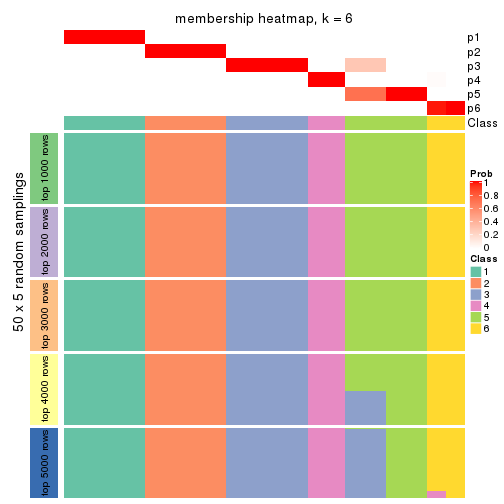 membership heatmap, k = 6
p1
p2
p3
p4
p5
p6
Class
50 x 5 random samplings
top 1000 rows
top 2000 rows
top 3000 rows
top 4000 rows
top 5000 rows
Prob
1
0.8
0.6
0.4
0.2
0
Class
1
2
3
4
5
6